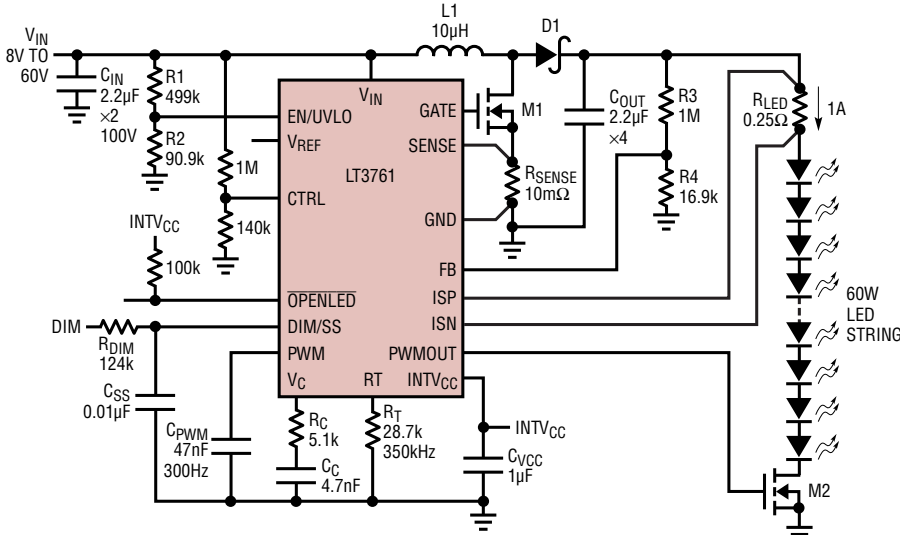 L1
10µH
D1
VIN
8V TO
60V
CIN
2.2µF
×2
100V
R1
499k
R2
90.9k
1M
140k
VIN
EN/UVLO
VREF
LT3761
CTRL
GATE
SENSE
GND
M1
RSENSE
10mΩ
COUT
2.2µF
×4
R3
1M
R4
16.9k
RLED
0.25Ω
1A
INTVCC
100k
OPENLED
DIM
RDIM
124k
DIM/SS
PWM
VC
RT
FB
ISP
ISN
PWMOUT
INTVCC
60W
LED
STRING
CSS
0.01µF
CPWM
47nF
300Hz
RC
5.1k
CC
4.7nF
RT
28.7k
350kHz
INTVCC
CVCC
1µF
M2